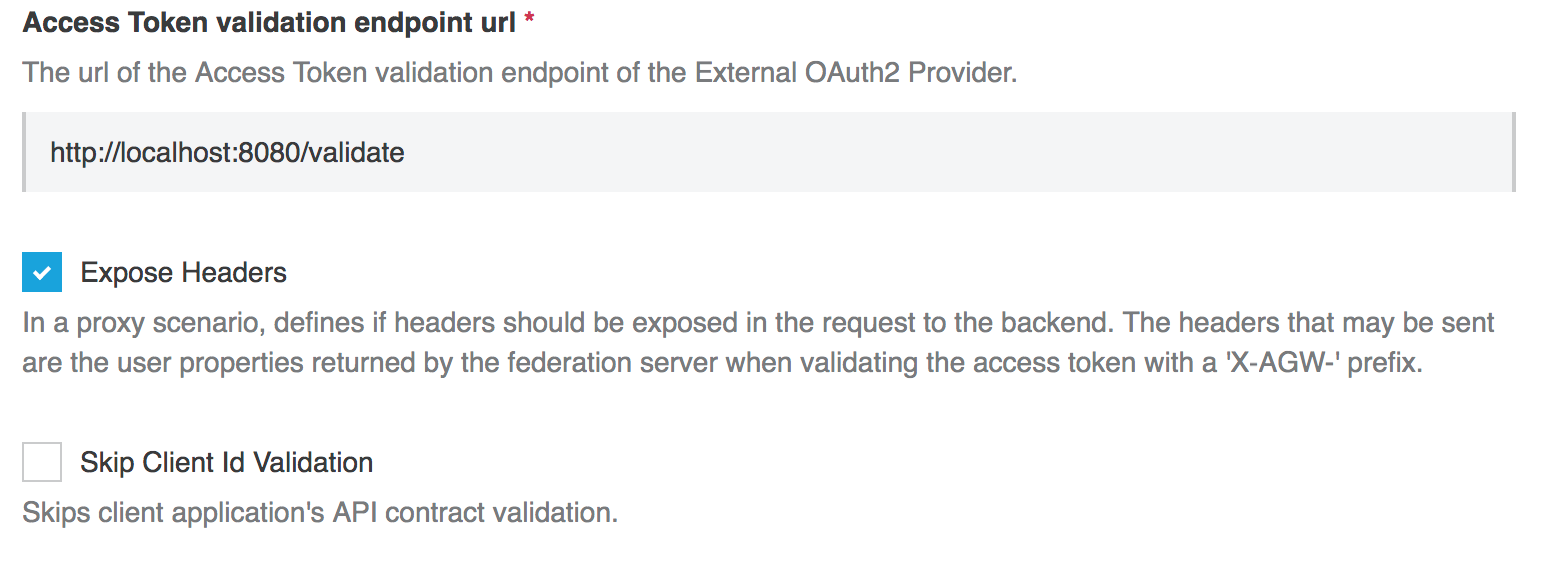 Access Token validation endpoint url *
The url of the Access Token validation endpoint of the External OAuth2 Provider.
http://localhost:8080/validate
Expose Headers
In a proxy scenario, defines if headers should be exposed in the request to the backend. The headers that may be sent
are the user properties returned by the federation server when validating the access token with a 'X-AGW-' prefix.
Skip Client Id Validation
Skips client application's API contract validation.